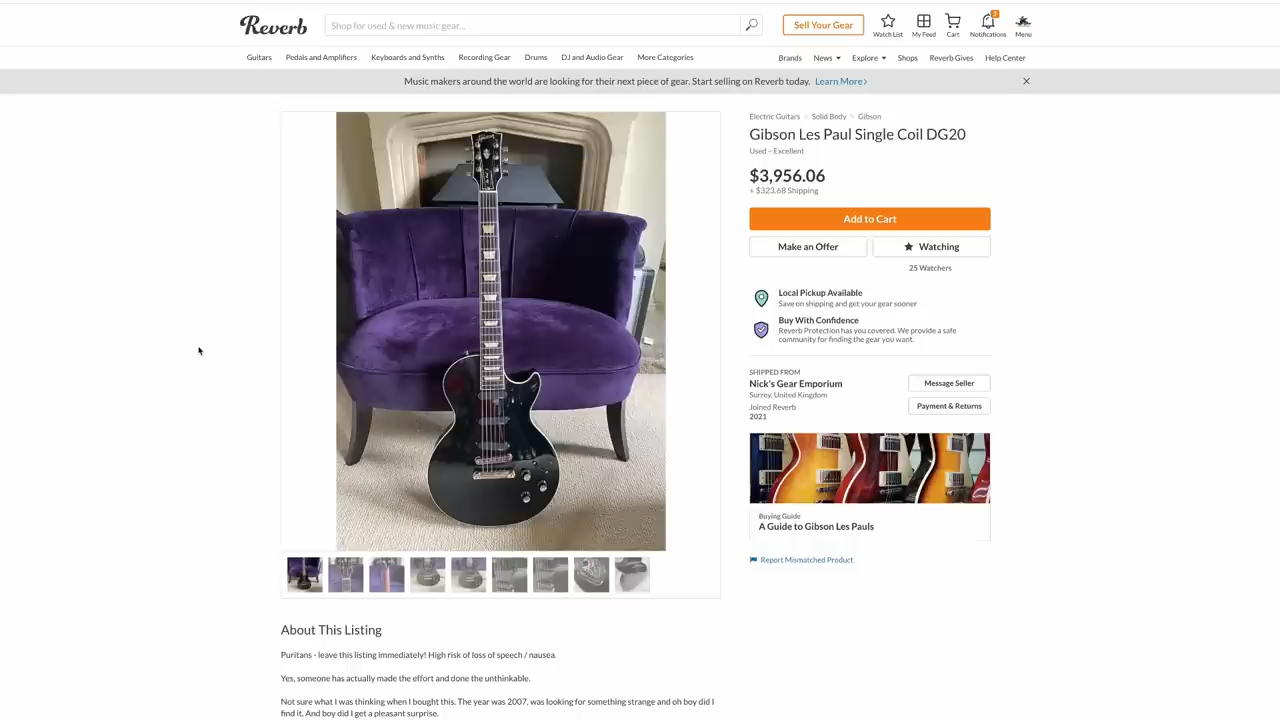 Reverb
Shop for used & new music gear...
Sell Your Gear
Watch List
My Feed
Cart
2
Notifications
Menu
Guitars
Pedals and Amplifiers
Keyboards and Synths
Recording Gear
Drums
DJ and Audio Gear
More Categories
Brands
News
Explore
Shops
Reverb Gives
Help Center
Music makers around the world are looking for their next piece of gear. Start selling on Reverb today. Learn More>
Electric Guitars > Solid Body > Gibson
Gibson Les Paul Single Coil DG20
Used – Excellent
$3,956.06
+ $323.68 Shipping
Add to Cart
Make an Offer
Watching
25 Watchers
Local Pickup Available
Save on shipping and get your gear sooner
Buy With Confidence
Reverb Protection has you covered. We provide a safe
community for finding the gear you want.
SHIPPED FROM
Nick's Gear Emporium
Surrey, United Kingdom
Joined Reverb
2021
Message Seller
Payment & Returns
Buying Guide
A Guide to Gibson Les Pauls
Report Mismatched Product
About This Listing
Puritans - leave this listing immediately! High risk of loss of speech / nausea.
Yes, someone has actually made the effort and done the unthinkable.
Not sure what I was thinking when I bought this. The year was 2007, was looking for something strange and oh boy did I
find it. And boy did I get a pleasant surprise.